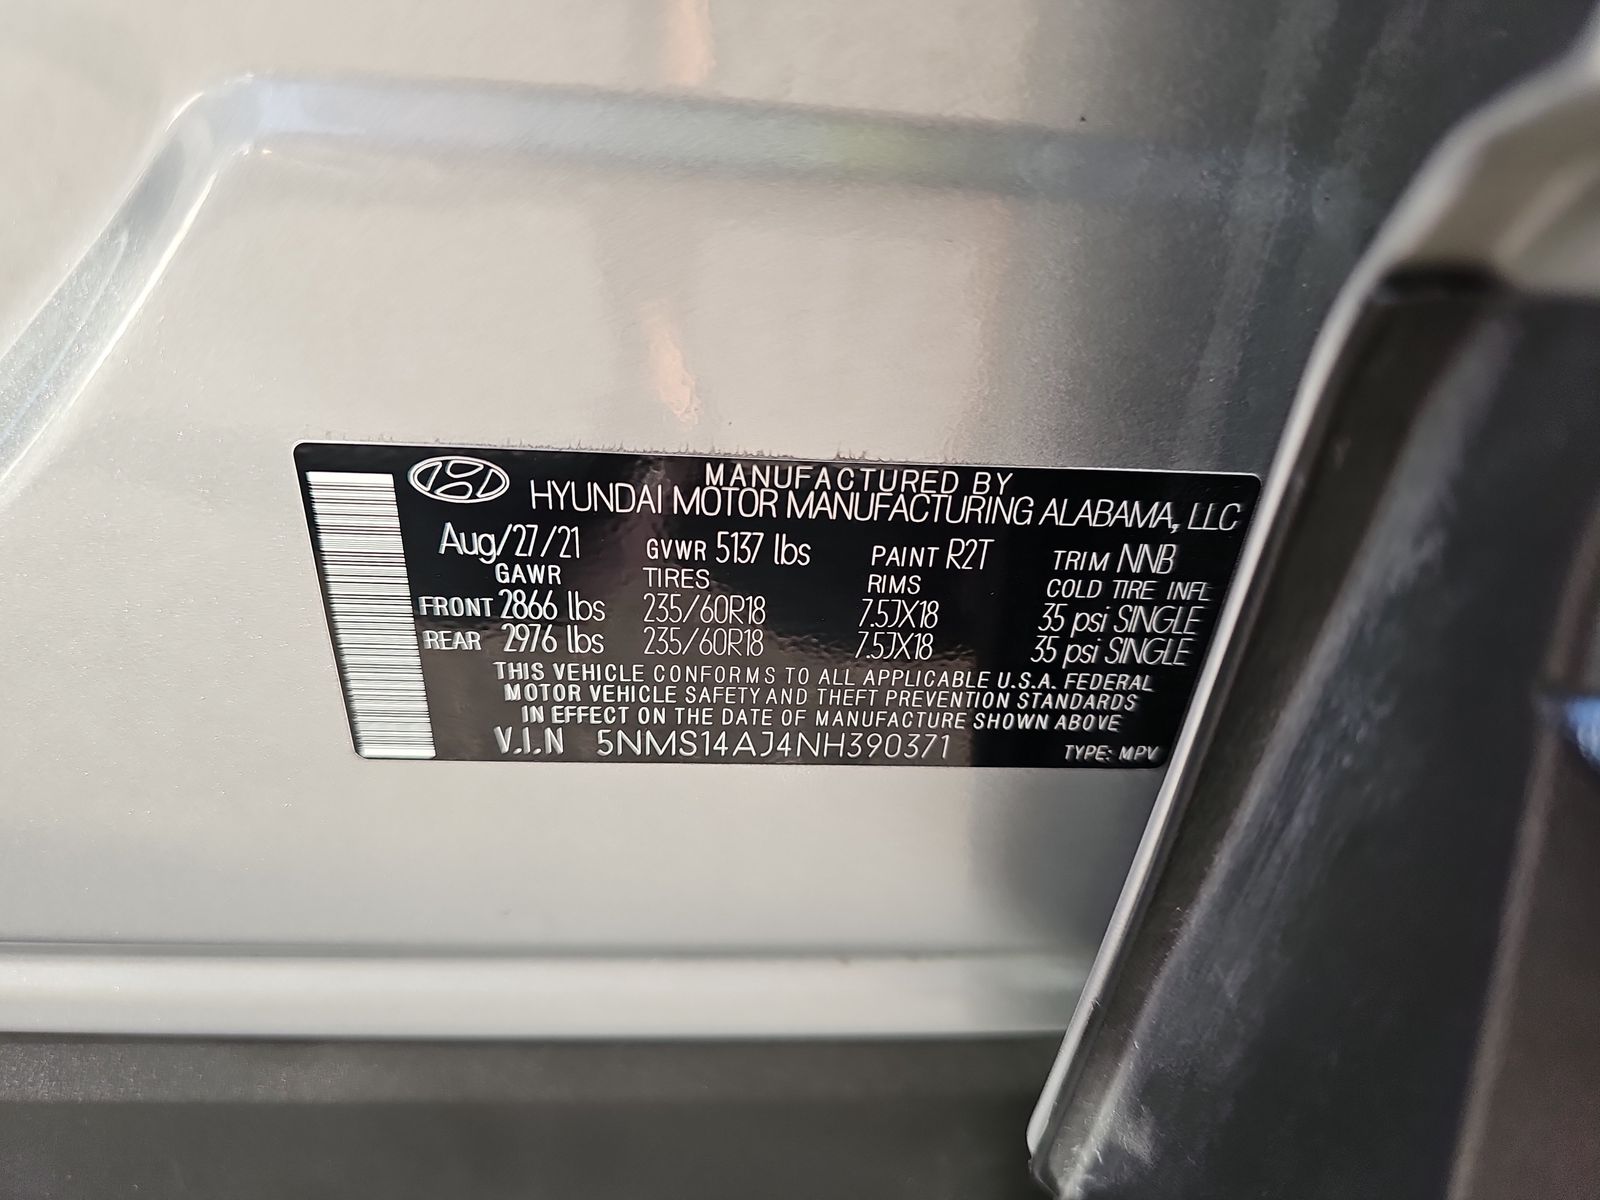 MANUFACTURED BY
HYUNDAI MOTOR MANUFACTURING ALABAMA, LLC
Aug/27/21 GVWR 5137 lbs PAINT R2T TRIM NNB
GAWR TIRES RIMS COLD TIRE INFL
FRONT 2866 lbs 235/60R18 7.5JX18 35 psi SINGLE
REAR 2976 lbs 235/60R18 7.5JX18 35 psi SINGLE
THIS VEHICLE CONFORMS TO ALL APPLICABLE U.S.A. FEDERAL
MOTOR VEHICLE SAFETY AND THEFT PREVENTION STANDARDS
IN EFFECT ON THE DATE OF MANUFACTURE SHOWN ABOVE
V.I.N 5NMS14AJ4NH390371 TYPE: MPV